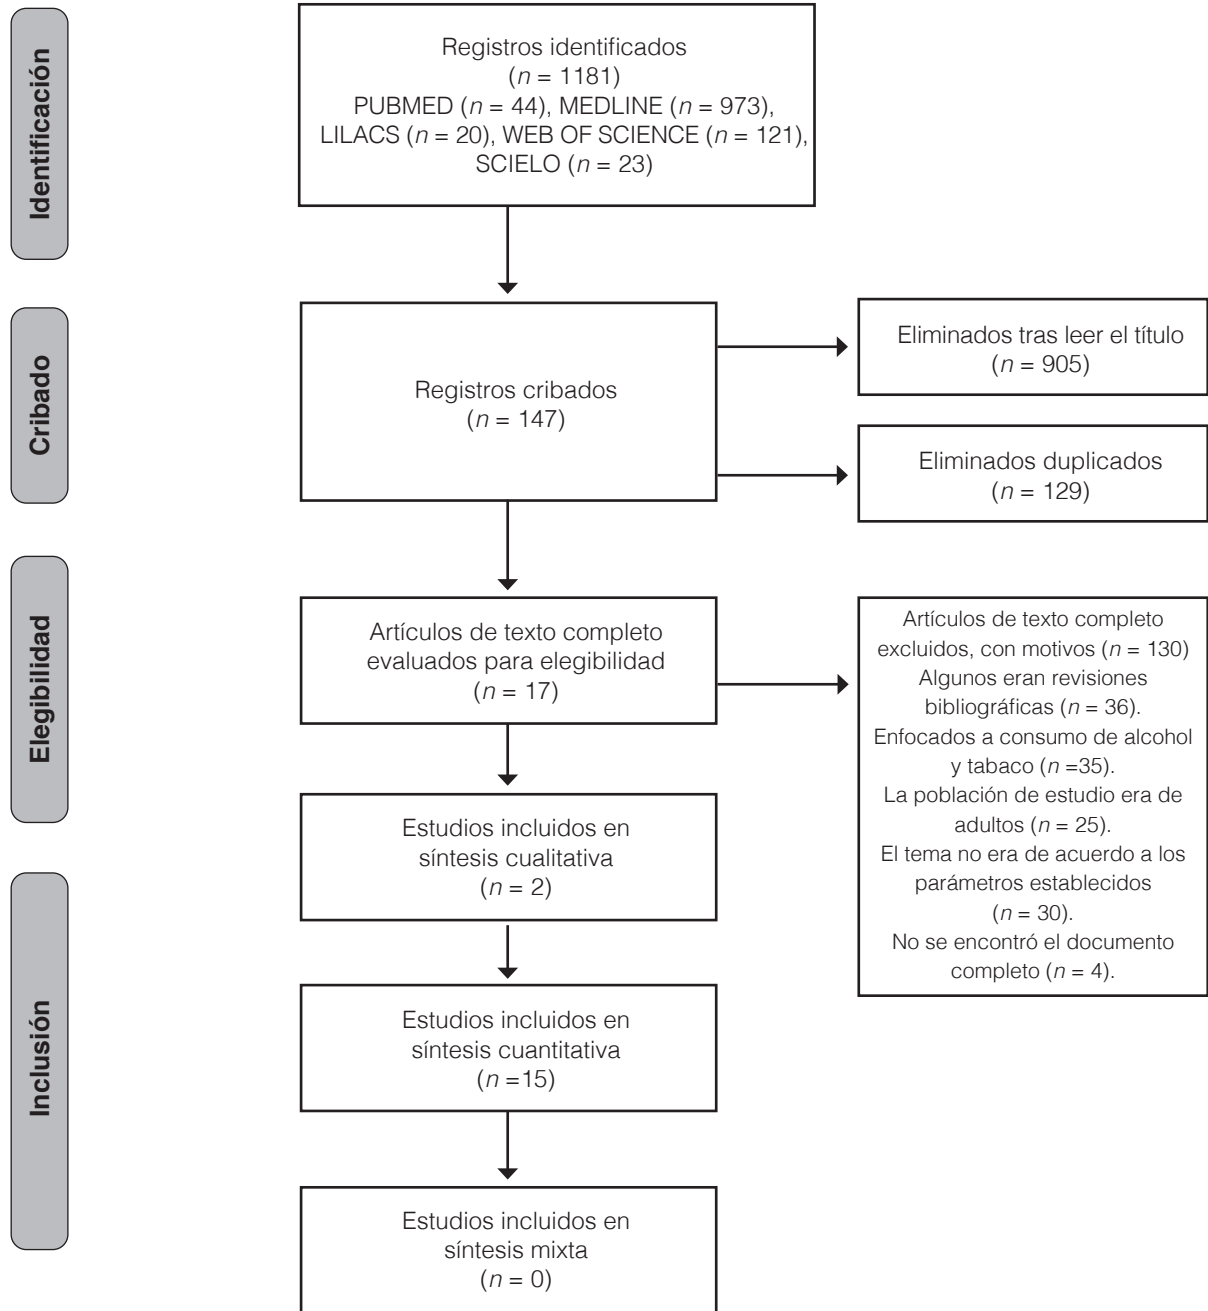 Identificación
Registros identificados
(n = 1181)
PUBMED (n = 44), MEDLINE (n = 973),
LILACS (n = 20), WEB OF SCIENCE (n = 121),
SCIELO (n = 23)
Cribado
Registros cribados
(n = 147)
Eliminados tras leer el título
(n = 905)
Eliminados duplicados
(n = 129)
Elegibilidad
Artículos de texto completo
evaluados para elegibilidad
(n = 17)
Artículos de texto completo
excluidos, con motivos (n = 130)
Algunos eran revisiones
bibliográficas (n = 36).
Enfocados a consumo de alcohol
y tabaco (n =35).
La población de estudio era de
adultos (n = 25).
El tema no era de acuerdo a los
parámetros establecidos
(n = 30).
No se encontró el documento
completo (n = 4).
Estudios incluidos en
síntesis cualitativa
(n = 2)
Inclusión
Estudios incluidos en
síntesis cuantitativa
(n =15)
Estudios incluidos en
síntesis mixta
(n = 0)